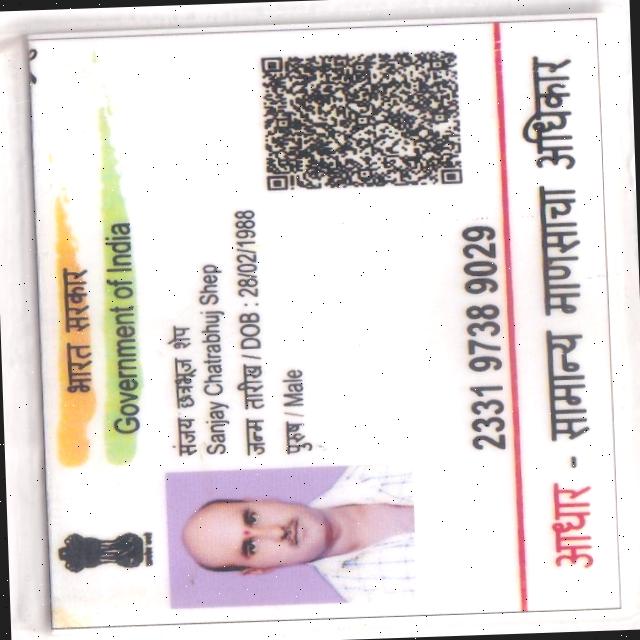 भारत सरकार
Government of India
संजय छत्रभूज शेप
Sanjay Chatrabhuj Shep
जन्म तारीख / DOB : 28/02/1988
पुरुष / Male
2331 9738 9029
आधार - सामान्य माणसाचा अधिकार